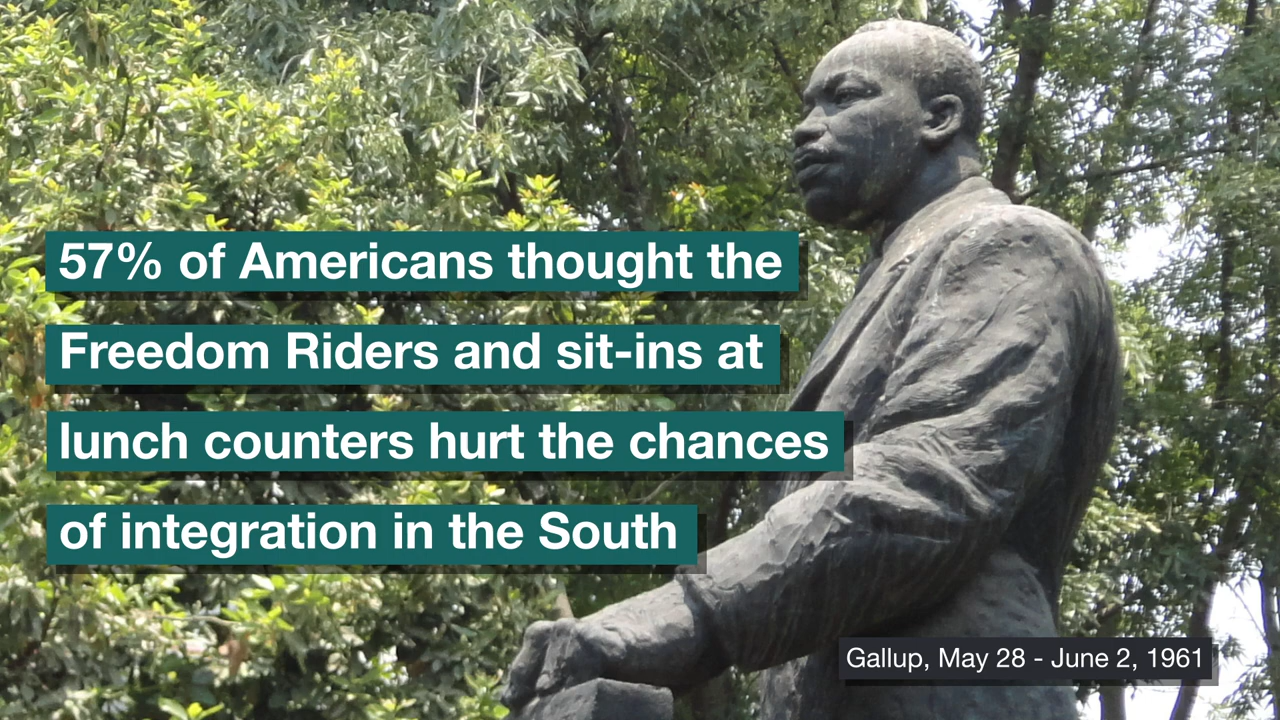 57% of Americans thought the
Freedom Riders and sit-ins at
lunch counters hurt the chances
of integration in the South
Gallup, May 28 - June 2, 1961